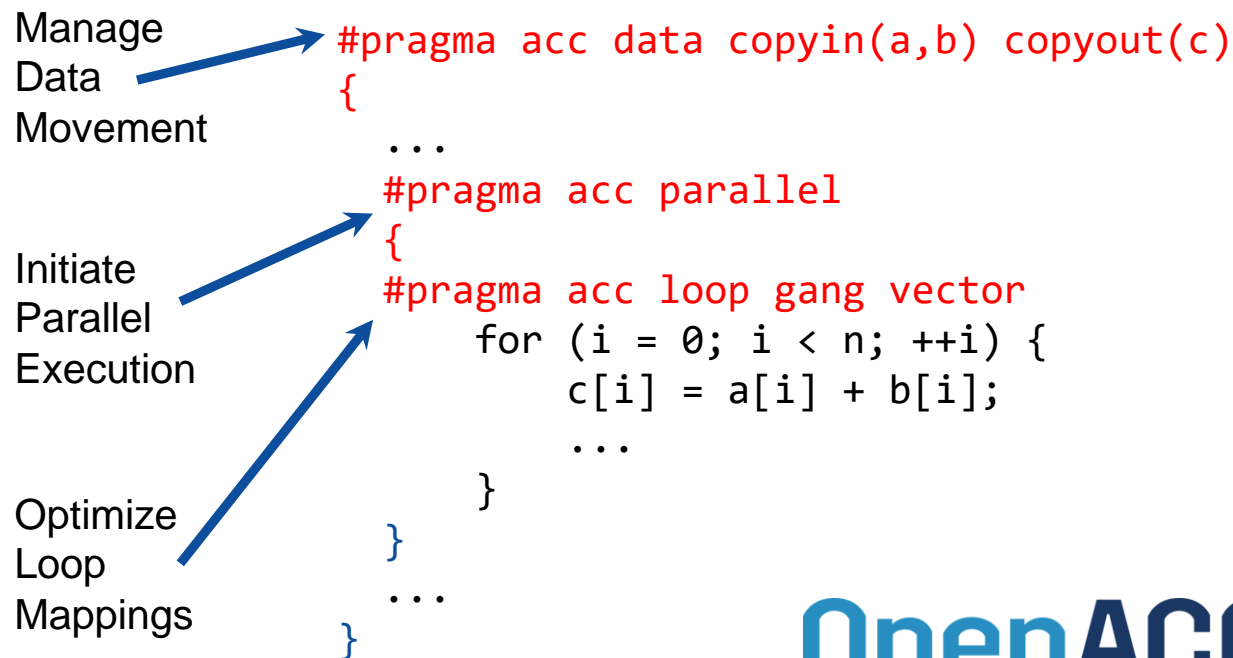 Manage
Data
Movement
#pragma acc data copyin(a,b) copyout(c)
{
...
#pragma acc parallel
{
Initiate
Parallel
Execution
#pragma acc loop gang vector
for (i = 0; i < n; ++i) {
c[i] = a[i] + b[i];
...
}
Optimize
Loop
Mappings
}
...
}